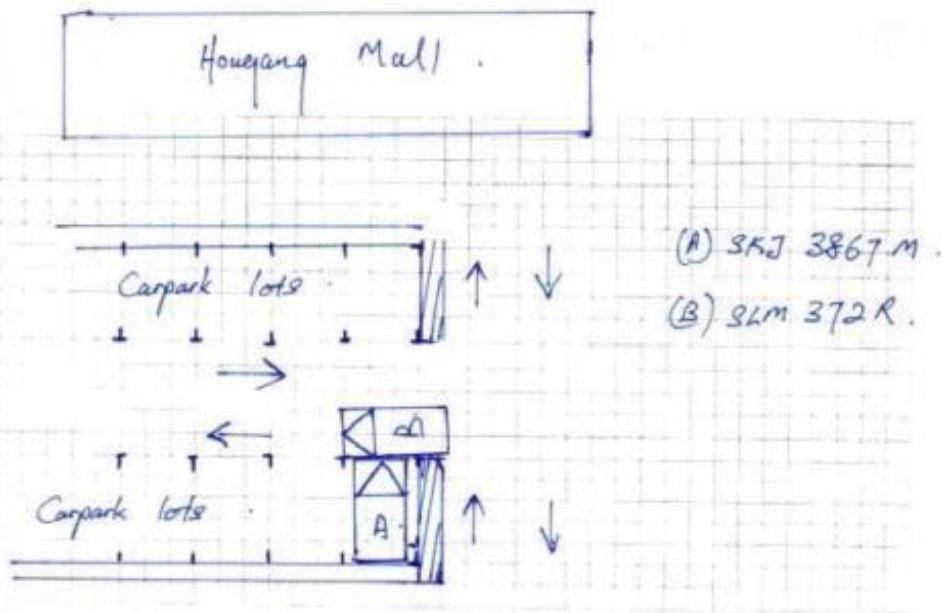 Hougang Mall.
Carpark lots.
(A) SKJ 3867 M.
(B) SLM 372 R.
B
A
Carpark lots.